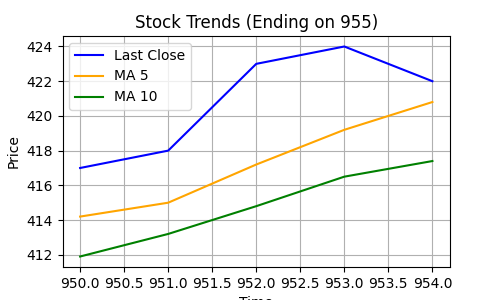 Stock Trends (Ending on 955)
Last Close
MA 5
MA 10
Price
424
422
420
418
416
414
412
950.0 950.5 951.0 951.5 952.0 952.5 953.0 953.5 954.0
Time